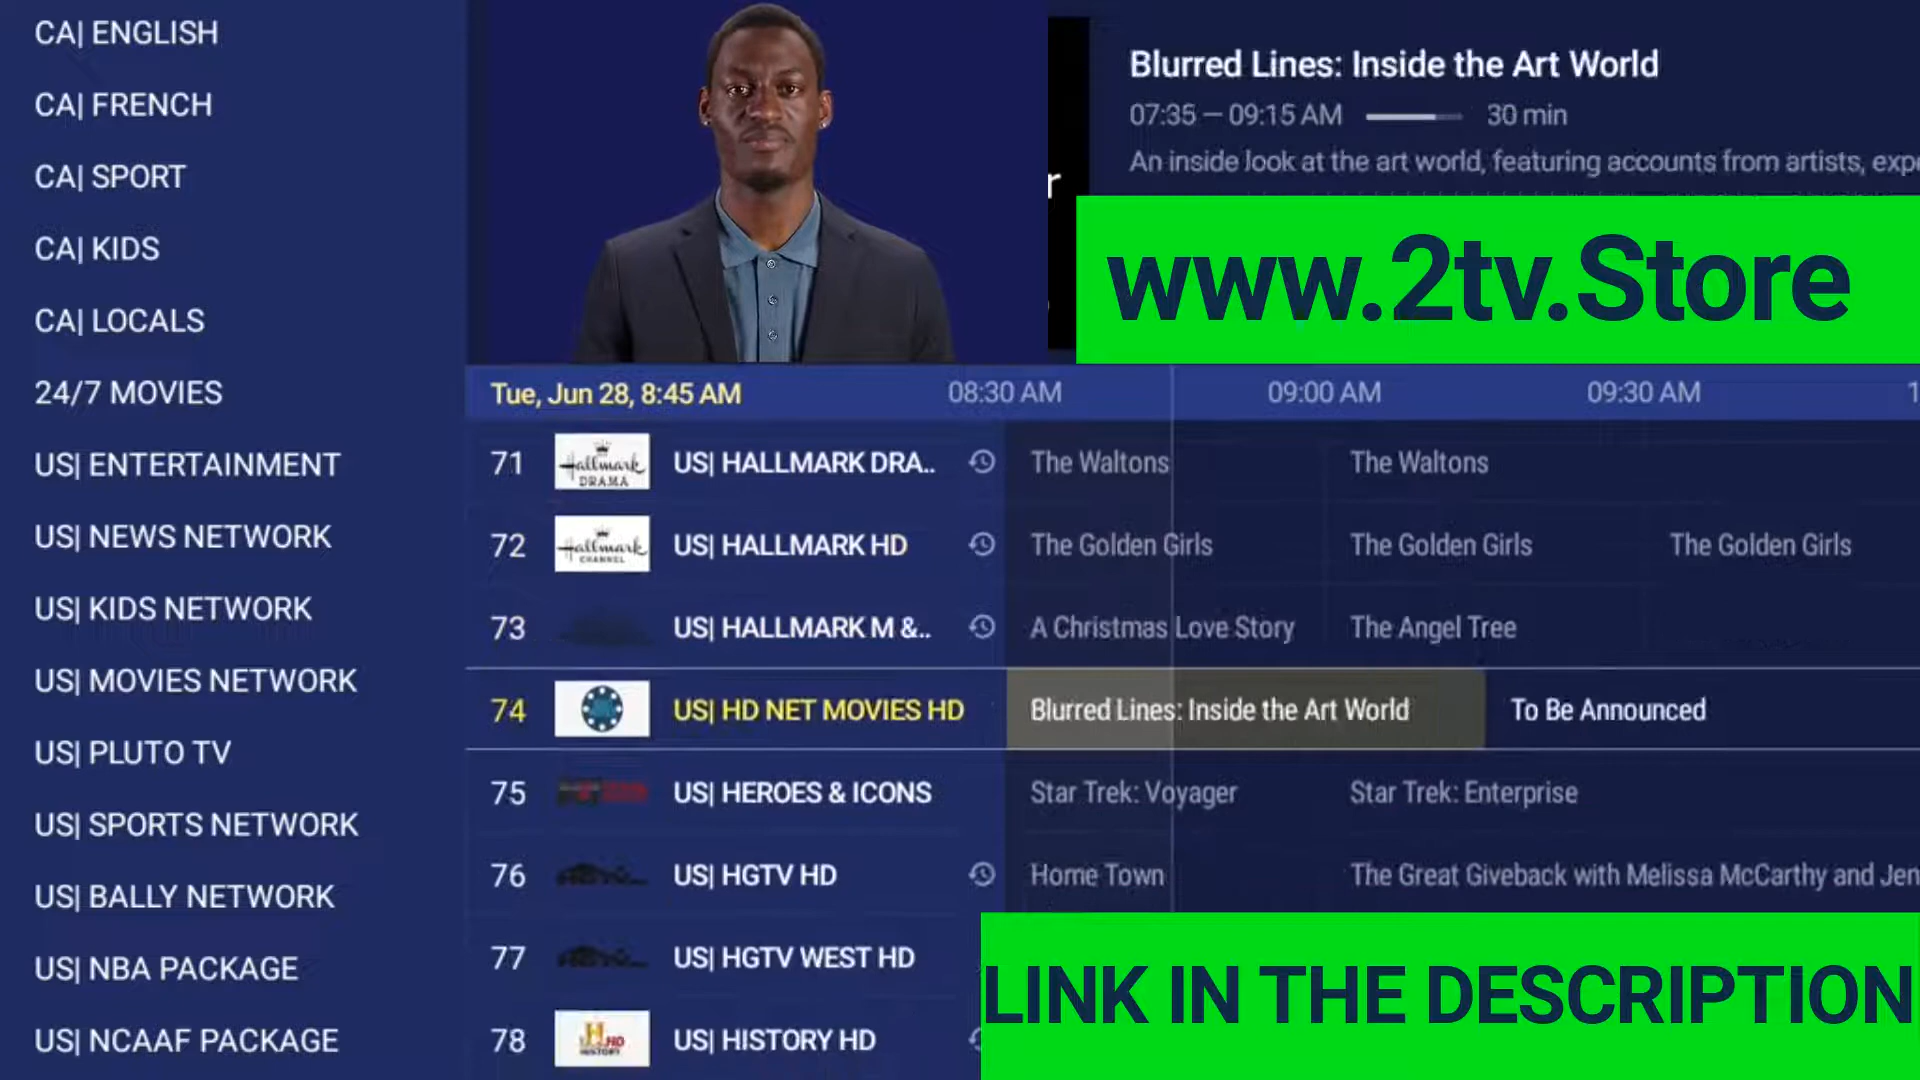 CA| ENGLISH
CA| FRENCH
CA| SPORT
CA| KIDS
CA| LOCALS
24/7 MOVIES
US| ENTERTAINMENT
US| NEWS NETWORK
US| KIDS NETWORK
US| MOVIES NETWORK
US| PLUTO TV
US| SPORTS NETWORK
US| BALLY NETWORK
US| NBA PACKAGE
US| NCAAF PACKAGE
r
Blurred Lines: Inside the Art World
07:35 — 09:15 AM 30 min
An inside look at the art world, featuring accounts from artists, expe
www.2tv.Store
Tue, Jun 28, 8:45 AM 08:30 AM 09:00 AM 09:30 AM 1
71 Hallmark DRAMA US| HALLMARK DRA.. The Waltons The Waltons
72 Hallmark CHANNEL US| HALLMARK HD The Golden Girls The Golden Girls The Golden Girls
73 US| HALLMARK M &.. A Christmas Love Story The Angel Tree
74 US| HD NET MOVIES HD Blurred Lines: Inside the Art World To Be Announced
75 US| HEROES & ICONS Star Trek: Voyager Star Trek: Enterprise
76 US| HGTV HD Home Town The Great Giveback with Melissa McCarthy and Jen
77 US| HGTV WEST HD
78 H HD HISTORY US| HISTORY HD
LINK IN THE DESCRIPTION